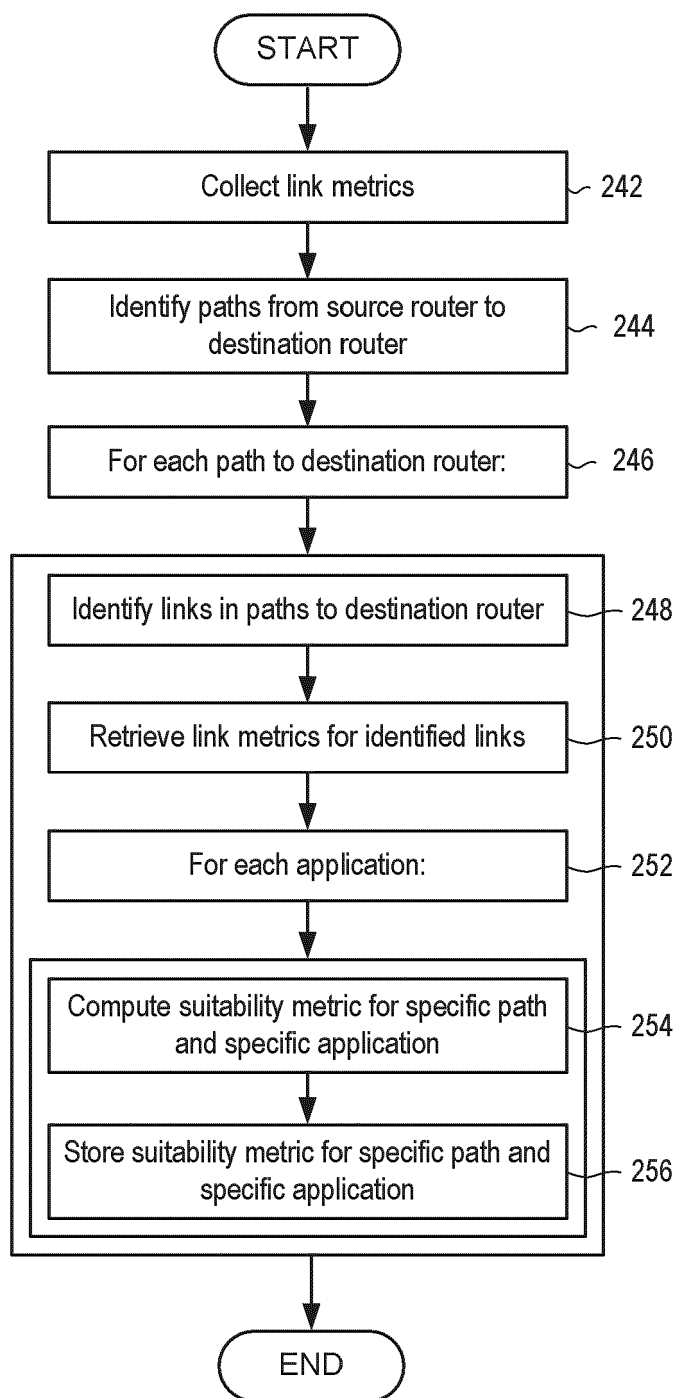 START
Collect link metrics
242
Identify paths from source router to
destination router
244
For each path to destination router:
246
Identify links in paths to destination router
248
Retrieve link metrics for identified links
250
For each application:
252
Compute suitability metric for specific path
and specific application
254
Store suitability metric for specific path and
specific application
256
END